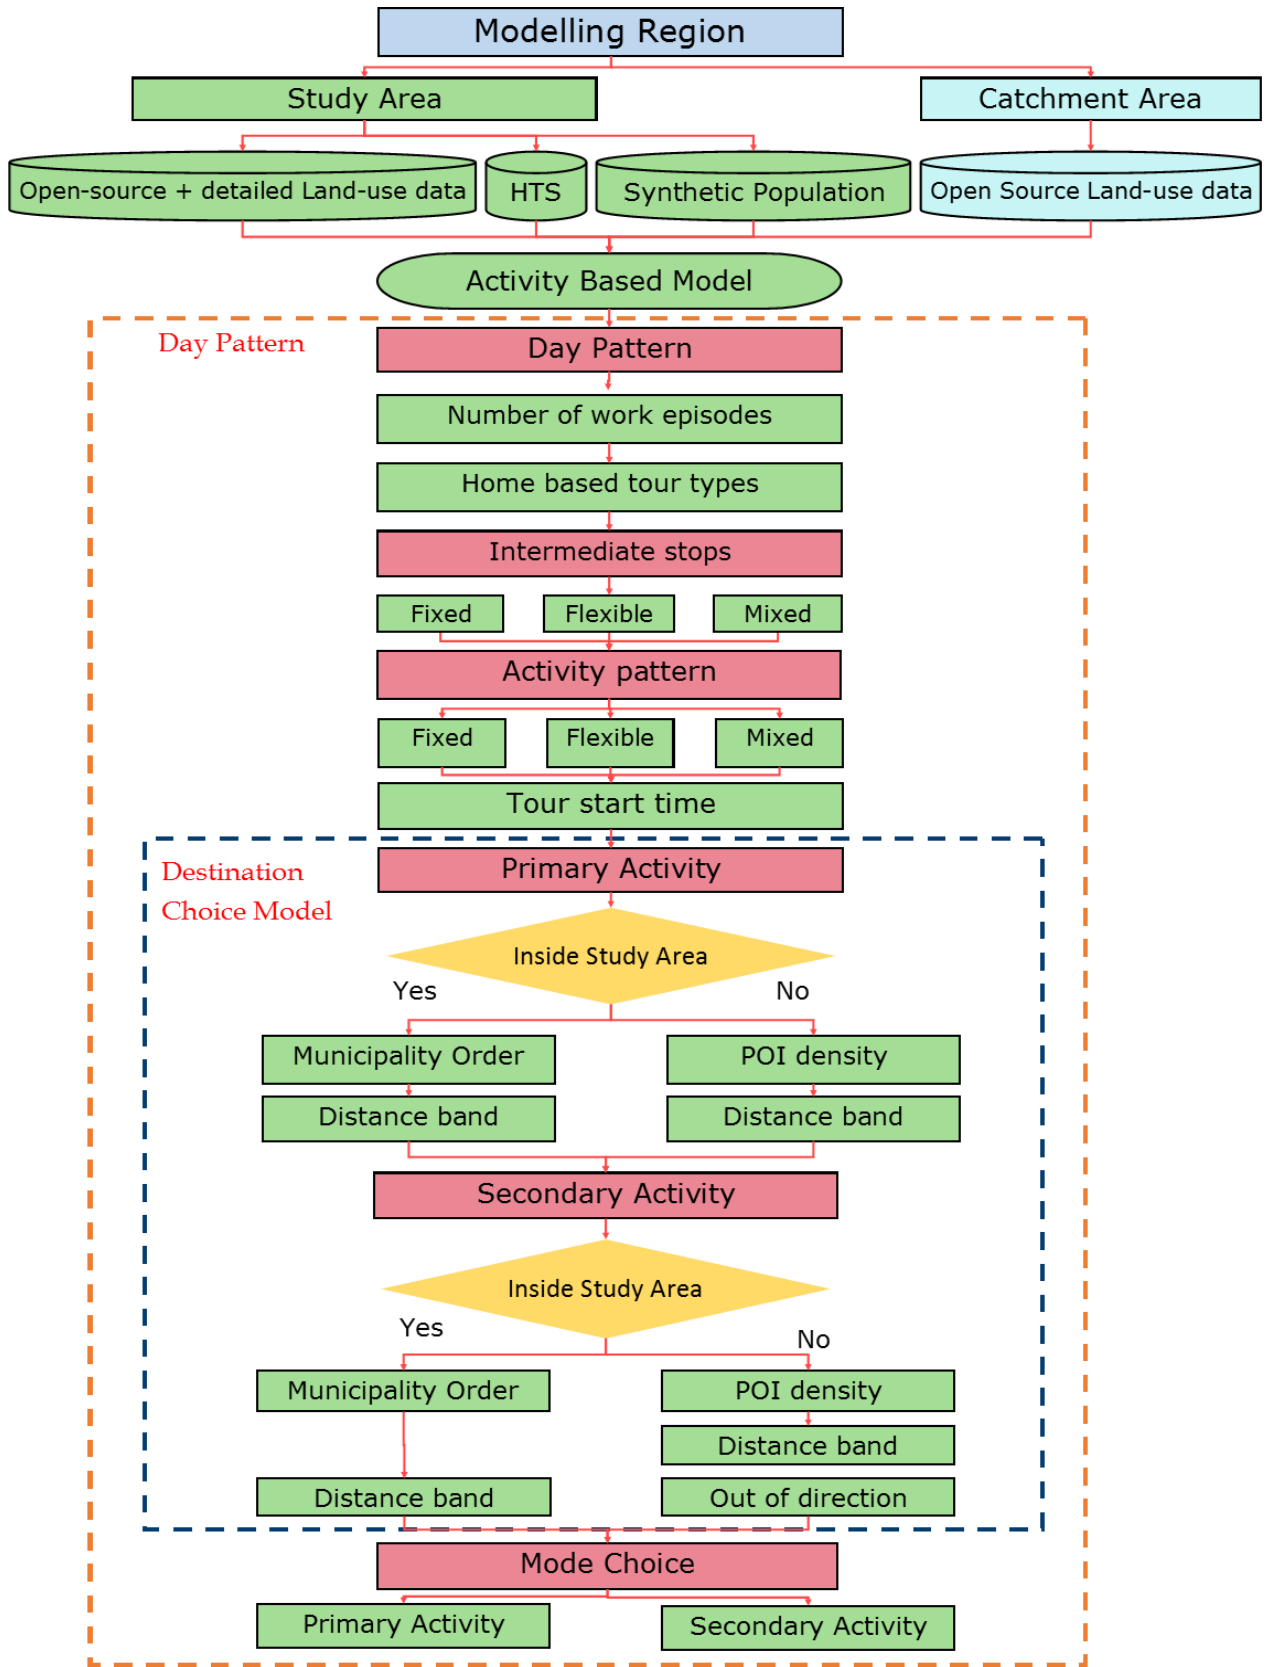 Modelling Region
Study Area
Catchment Area
Open-source + detailed Land-use data
HTS
Synthetic Population
Open Source Land-use data
Activity Based Model
Day Pattern
Day Pattern
Number of work episodes
Home based tour types
Intermediate stops
Fixed
Flexible
Mixed
Activity pattern
Fixed
Flexible
Mixed
Tour start time
Destination
Choice Model
Primary Activity
Inside Study Area
Yes
No
Municipality Order
POI density
Distance band
Distance band
Secondary Activity
Inside Study Area
Yes
No
Municipality Order
POI density
Distance band
Distance band
Out of direction
Mode Choice
Primary Activity
Secondary Activity